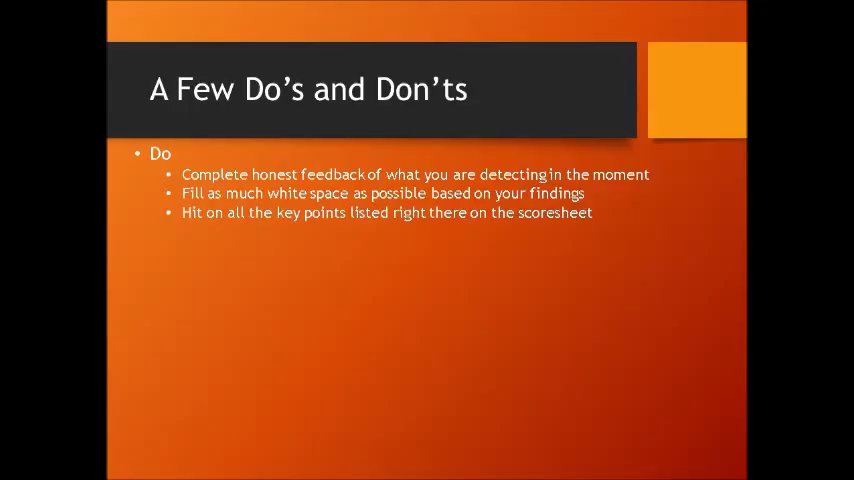 A Few Do’s and Don’ts
• Do
• Complete honest feedback of what you are detecting in the moment
• Fill as much white space as possible based on your findings
• Hit on all the key points listed right there on the scoresheet